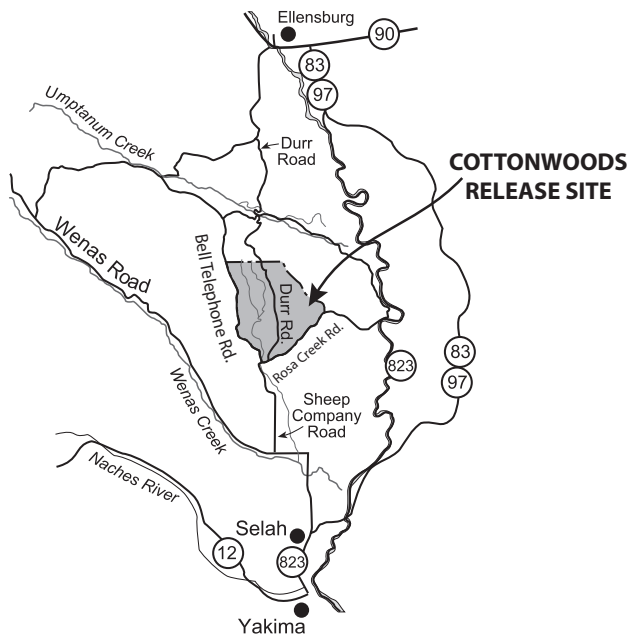 Ellensburg
90
83
97
Umptanum Creek
Durr
Road
COTTONWOODS
RELEASE SITE
Wenas Road
Bell Telephone Rd.
Durr Rd.
Rosa Creek Rd.
83
823
97
Wenas Creek
Sheep
Company
Road
Naches River
Selah
12
823
Yakima